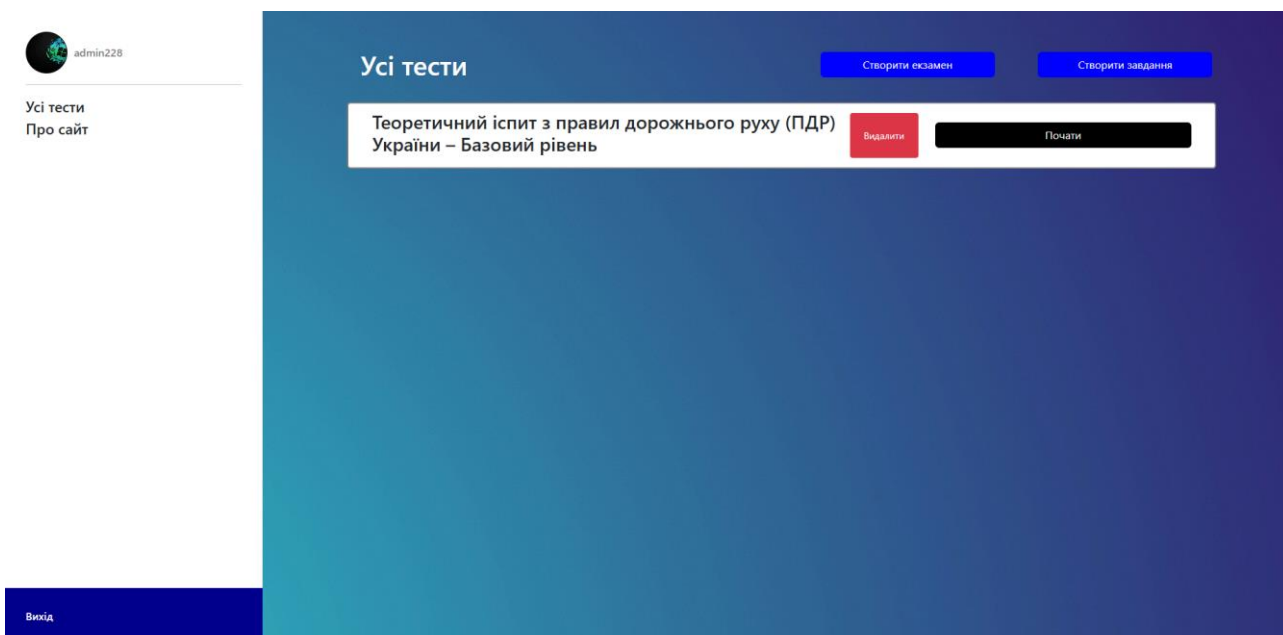 admin228
Усі тести
Про сайт
Вихід
Усі тести
Створити екзамен
Створити завдання
Теоретичний іспит з правил дорожнього руху (ПДР)
України – Базовий рівень
Видалити
Почати